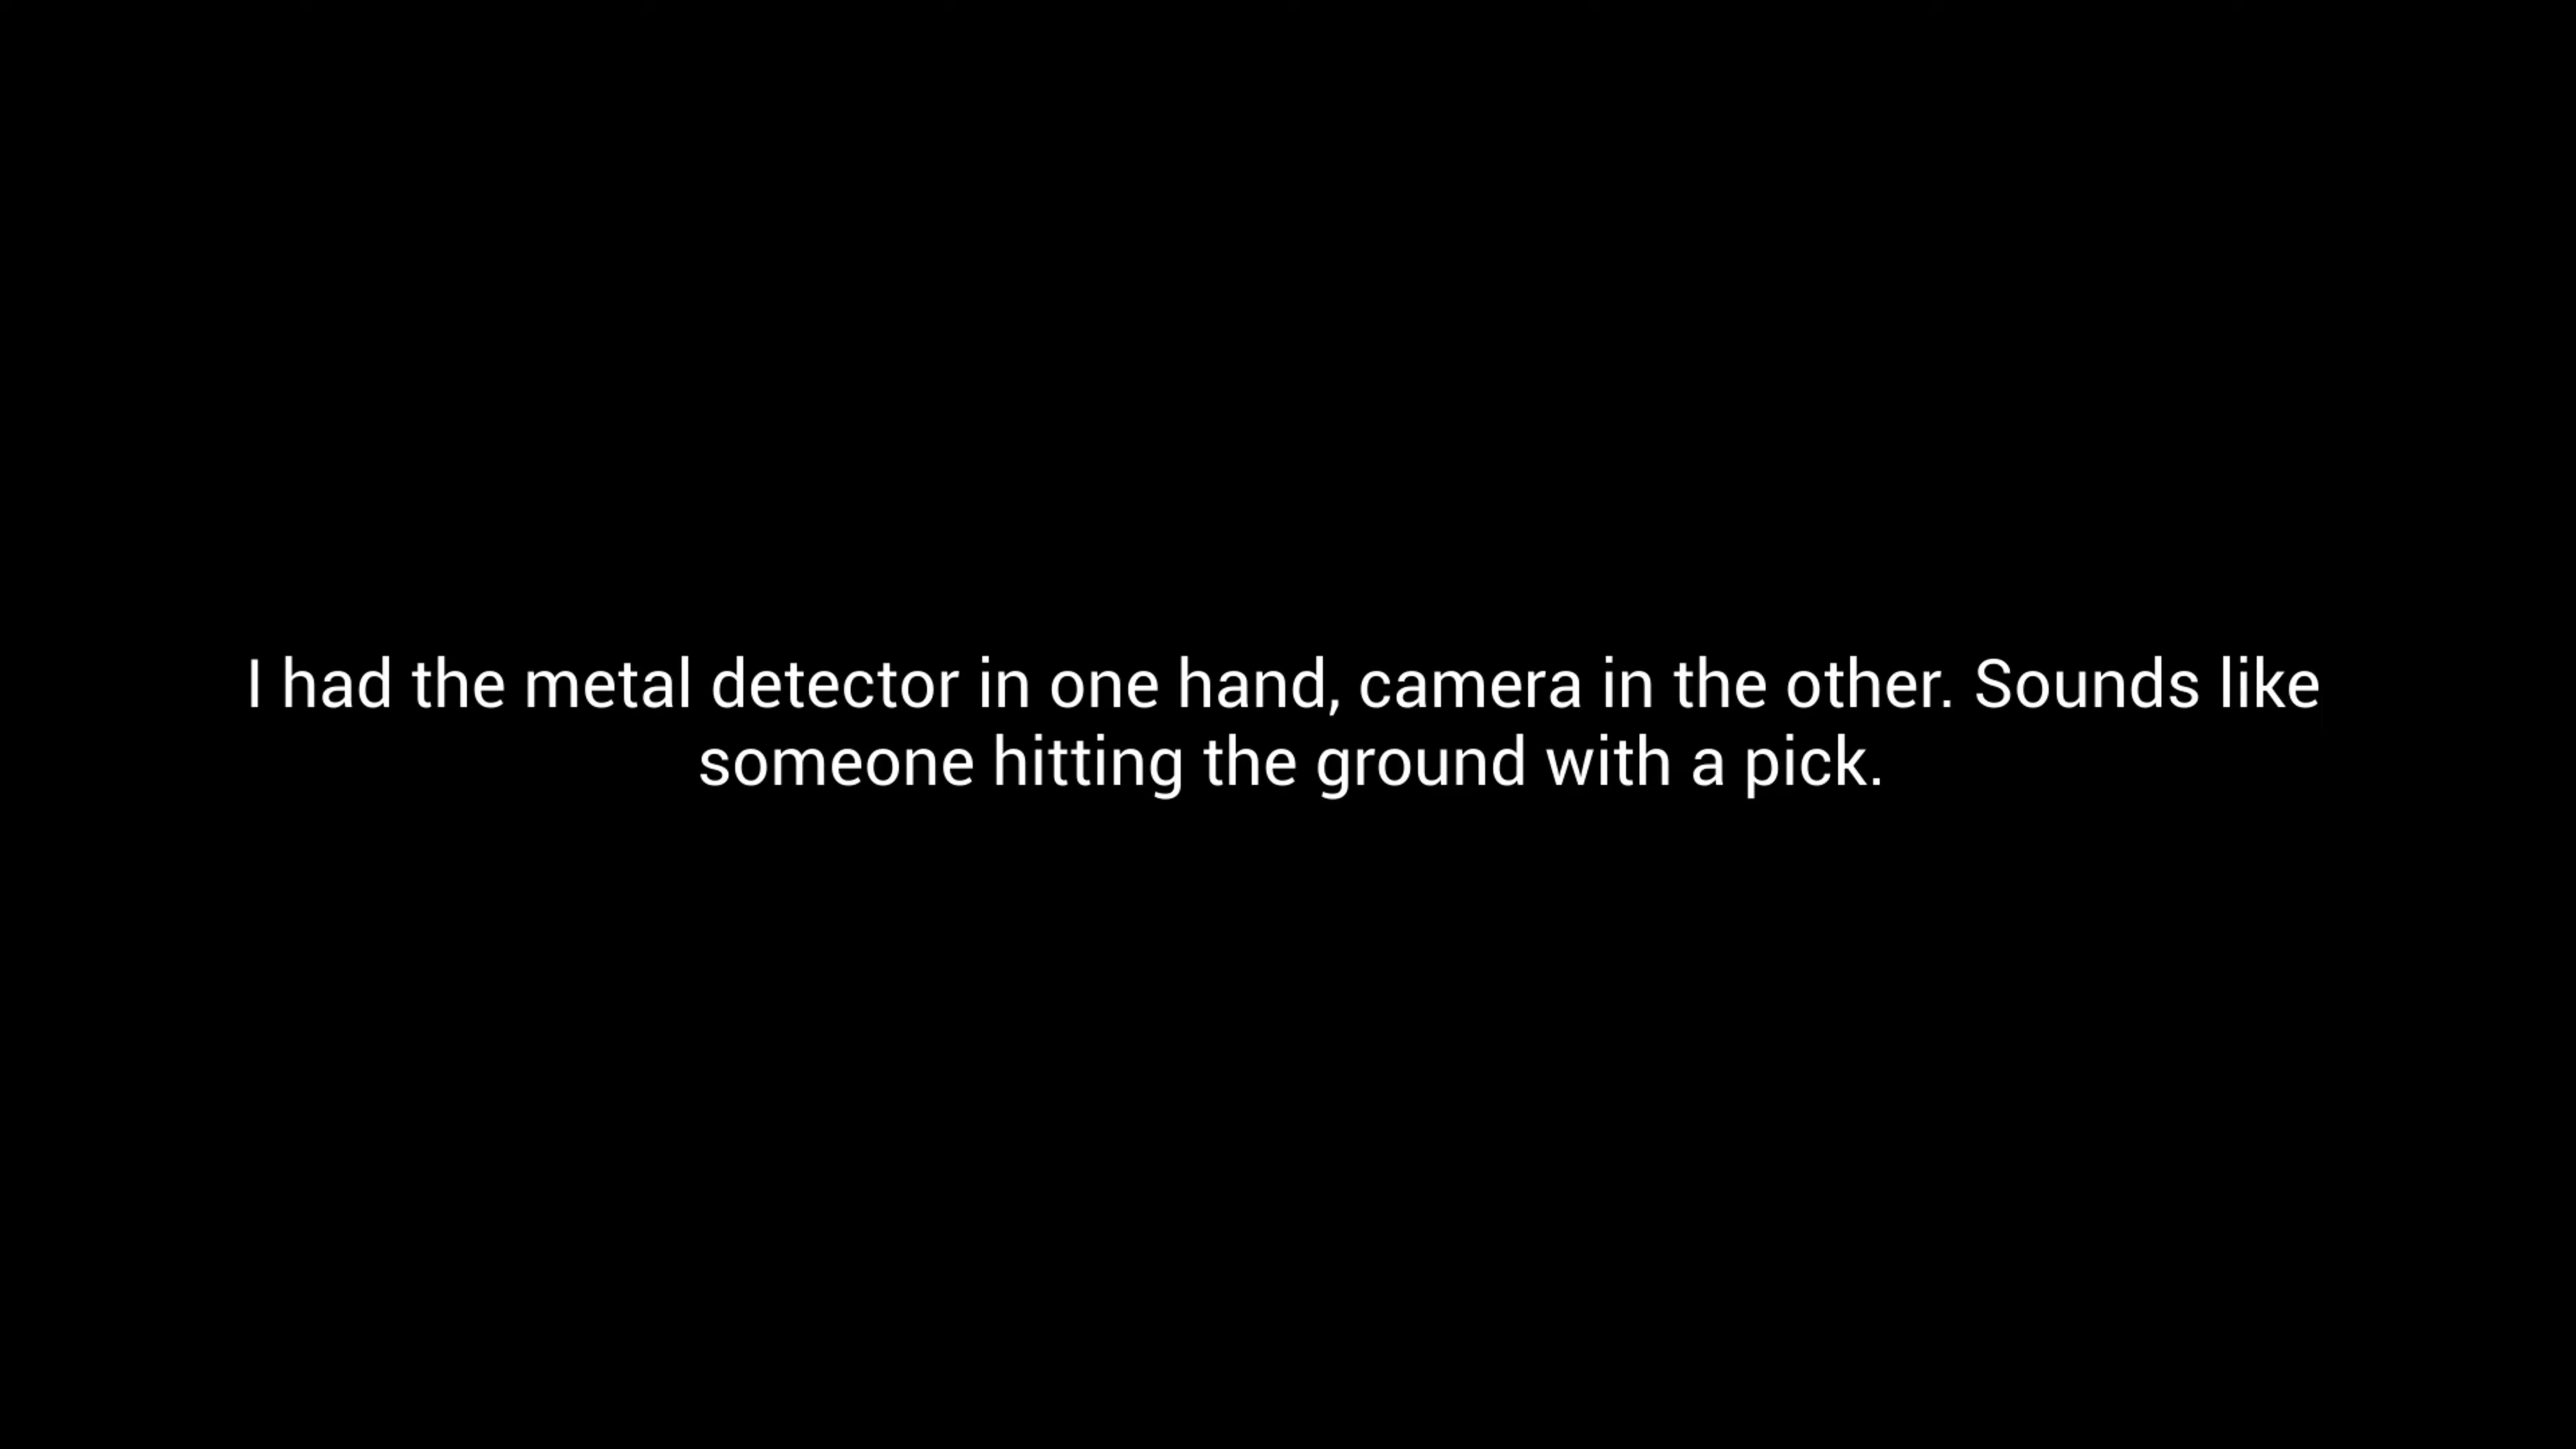 I had the metal detector in one hand, camera in the other. Sounds like
someone hitting the ground with a pick.